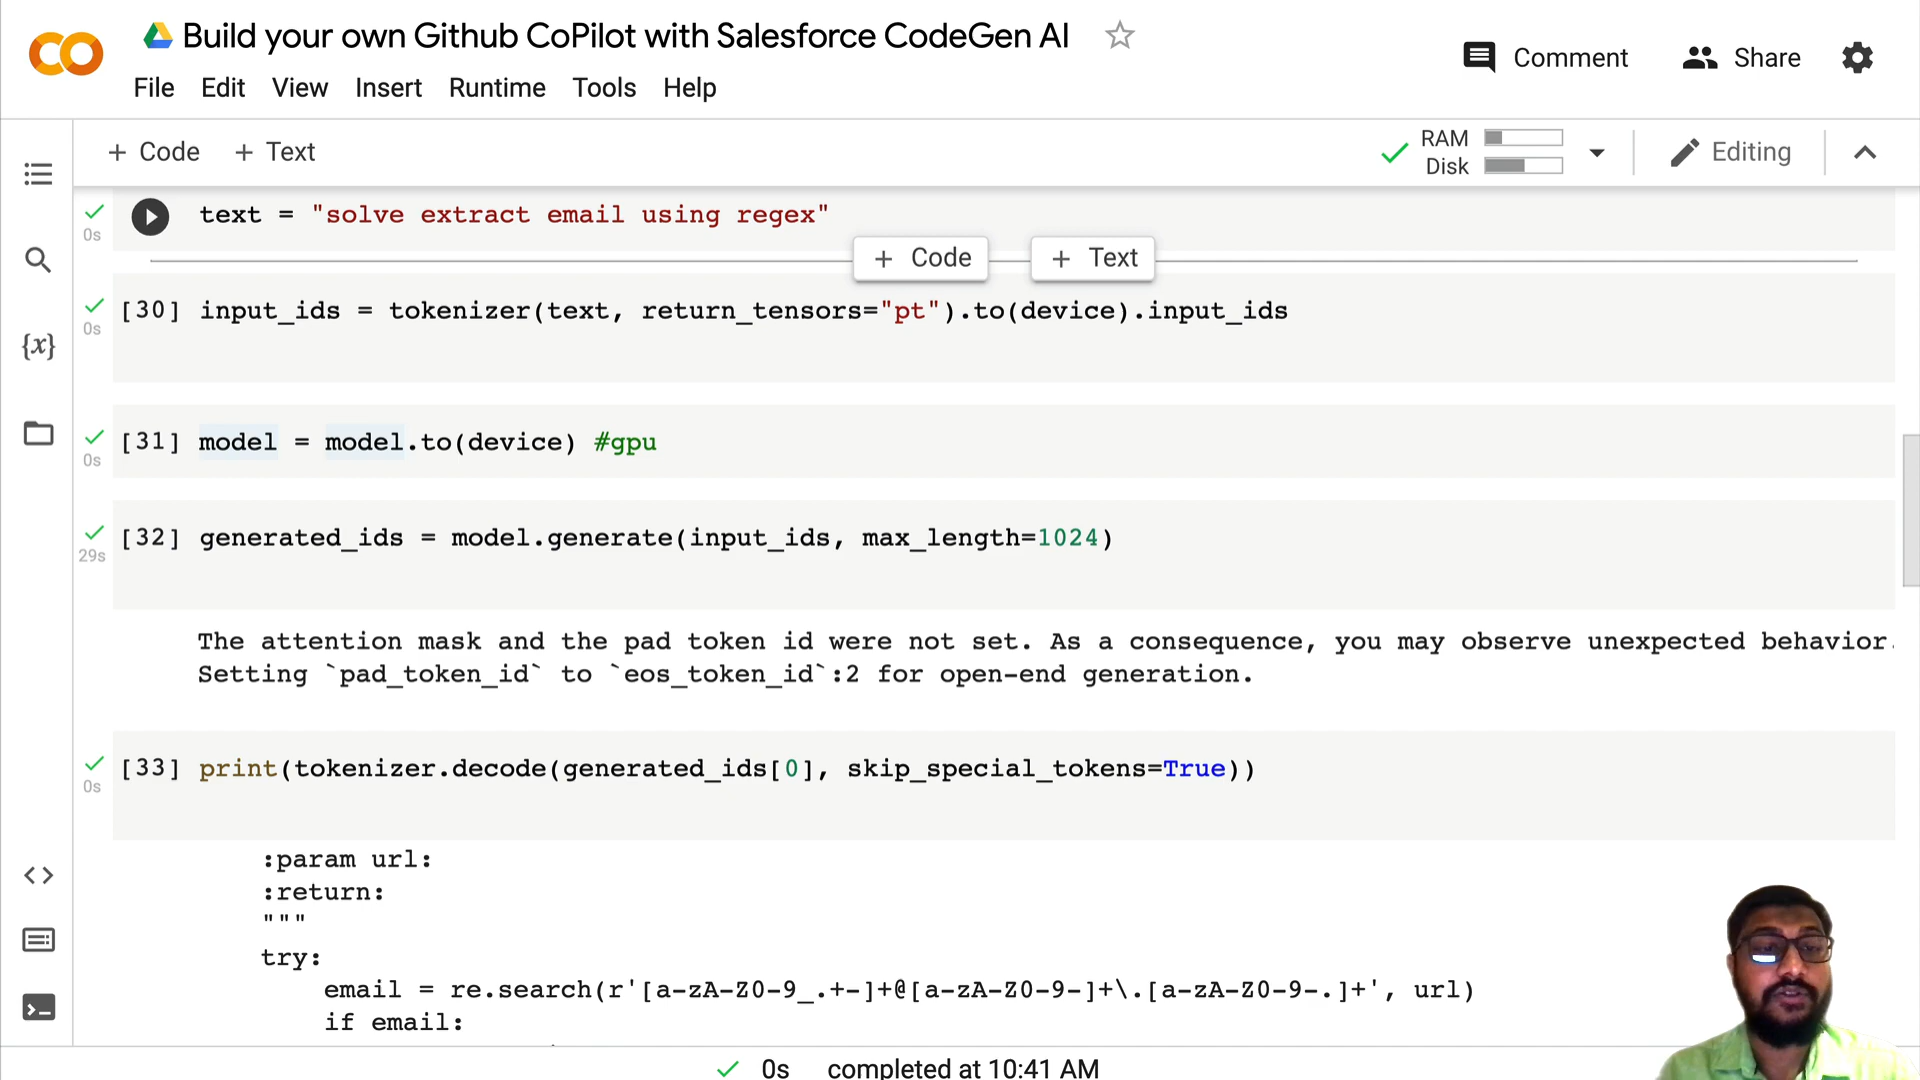 Build your own Github CoPilot with Salesforce CodeGen AI
File Edit View Insert Runtime Tools Help
Comment Share
+ Code + Text
RAM
Disk
Editing
0s
text = "solve extract email using regex"
+ Code + Text
0s
[30] input_ids = tokenizer(text, return_tensors="pt").to(device).input_ids
{x}
0s
[31] model = model.to(device) #gpu
29s
[32] generated_ids = model.generate(input_ids, max_length=1024)
The attention mask and the pad token id were not set. As a consequence, you may observe unexpected behavior.
Setting `pad_token_id` to `eos_token_id`:2 for open-end generation.
0s
[33] print(tokenizer.decode(generated_ids[0], skip_special_tokens=True))
:param url:
:return:
"""
try:
email = re.search(r'[a-zA-Z0-9_.+-]+@[a-zA-Z0-9-]+\.[a-zA-Z0-9-.]+', url)
if email:
0s completed at 10:41 AM